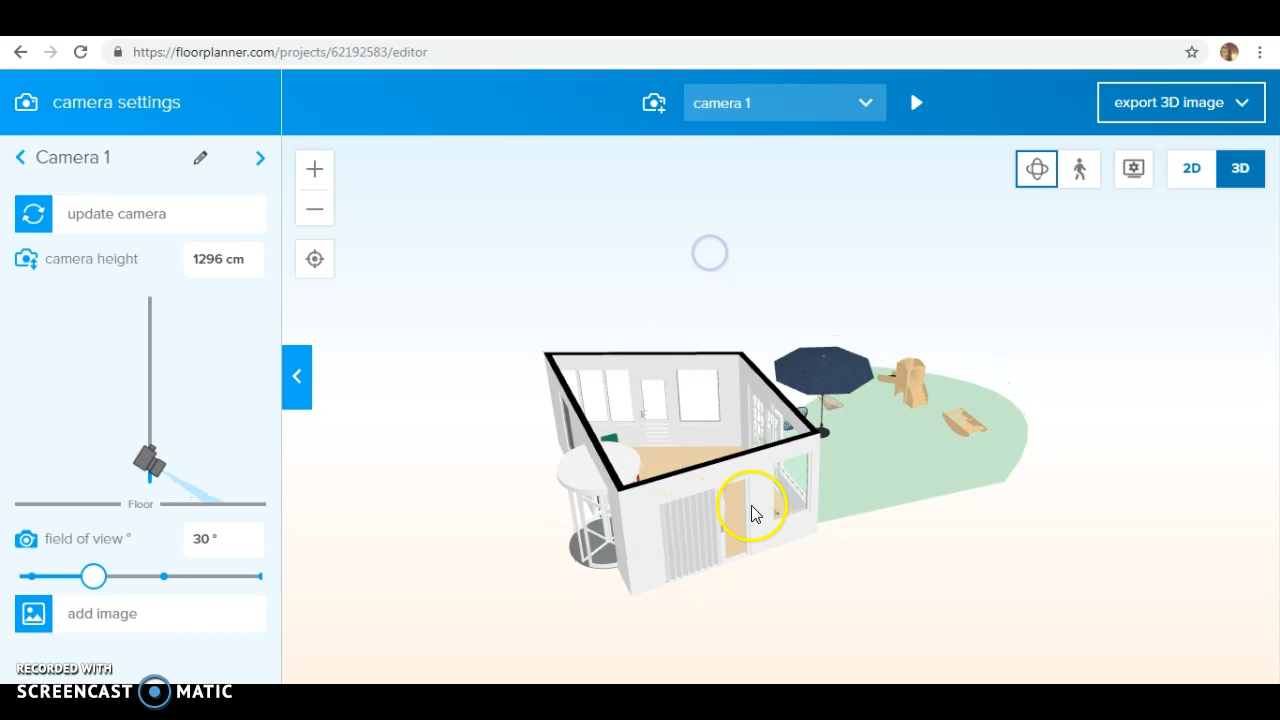 https://floorplanner.com/projects/62192583/editor
camera settings
camera 1
export 3D image
Camera 1
2D
3D
update camera
camera height
1296 cm
Floor
field of view °
30 °
add image
RECORDED WITH
SCREENCAST MATIC